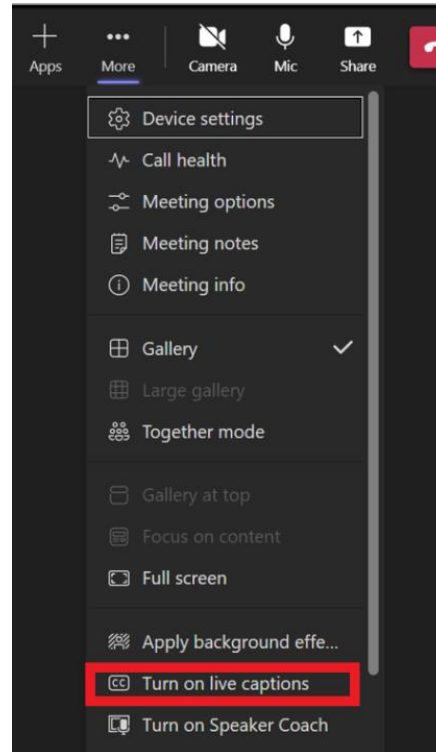 Apps
More
Camera
Mic
Share
Device settings
Call health
Meeting options
Meeting notes
Meeting info
Gallery
Large gallery
Together mode
Gallery at top
Focus on content
Full screen
Apply background effe...
CC Turn on live captions
Turn on Speaker Coach